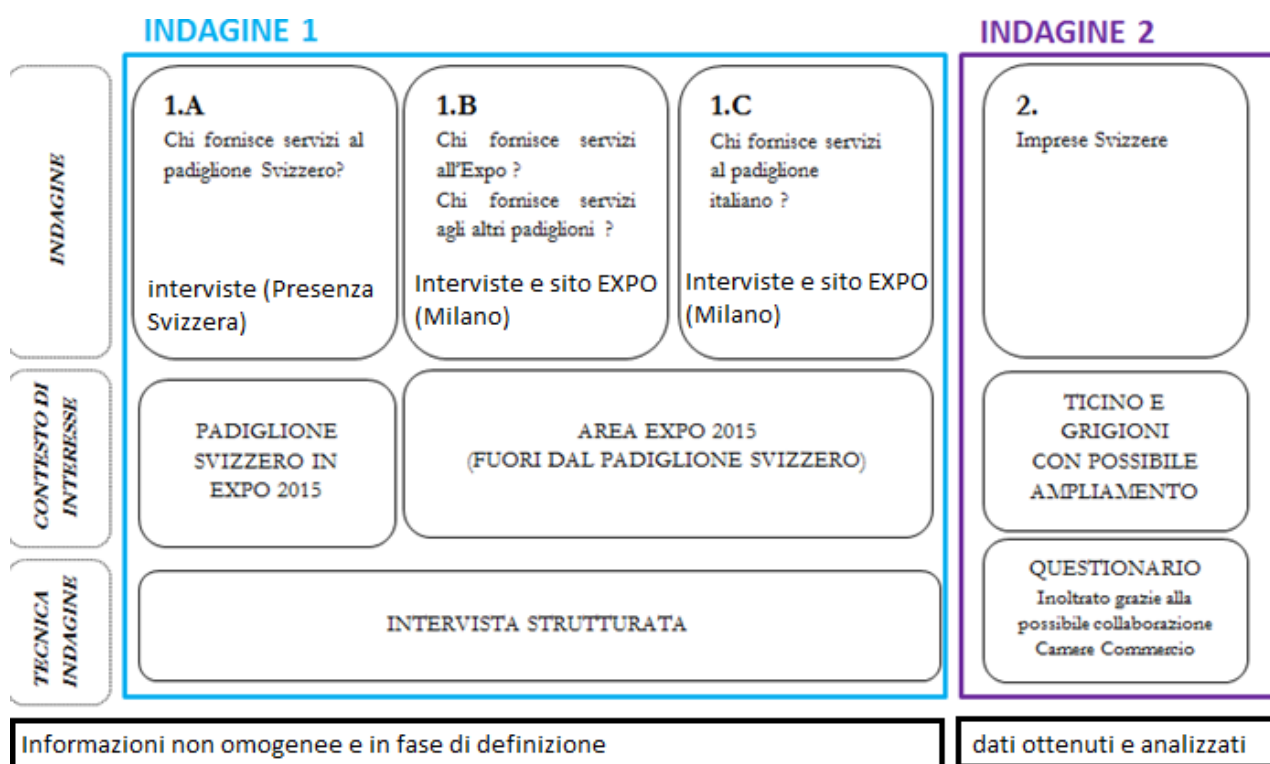 INDAGINE 1
INDAGINE 2
INDAGINE
1.A
Chi fornisce servizi al
padiglione Svizzero?
interviste (Presenza
Svizzera)
1.B
Chi fornisce servizi
all'Expo ?
Chi fornisce servizi
agli altri padiglioni ?
Interviste e sito EXPO
(Milano)
1.C
Chi fornisce servizi
al padiglione
italiano ?
Interviste e sito EXPO
(Milano)
2.
Imprese Svizzere
CONTESTO DI
INTERESSE
PADIGLIONE
SVIZZERO IN
EXPO 2015
AREA EXPO 2015
(FUORI DAL PADIGLIONE SVIZZERO)
TICINO E
GRIGIONI
CON POSSIBILE
AMPLIAMENTO
TECNICA
INDAGINE
INTERVISTA STRUTTURATA
QUESTIONARIO
Inoltrato grazie alla
possibile collaborazione
Camere Commercio
Informazioni non omogenee e in fase di definizione
dati ottenuti e analizzati